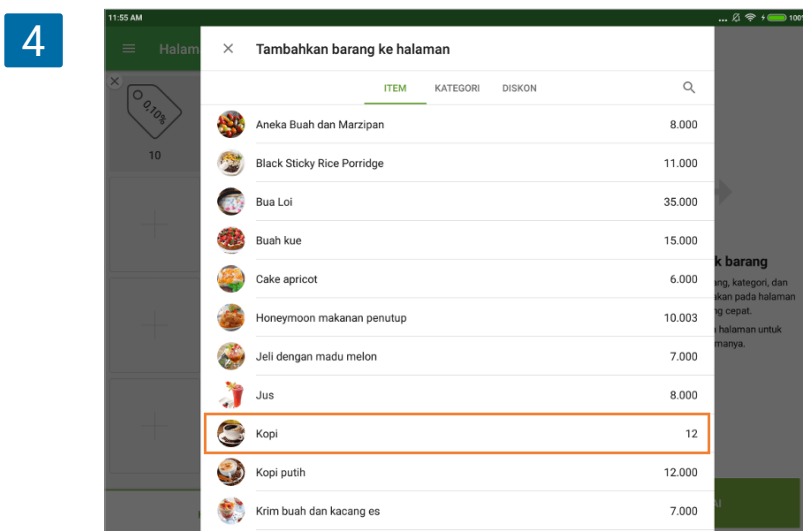 4
11:55 AM
... 100%
Halam
Tambahkan barang ke halaman
ITEM KATEGORI DISKON
0,10%
10
Aneka Buah dan Marzipan 8.000
Black Sticky Rice Porridge 11.000
Bua Loi 35.000
Buah kue 15.000
Cake apricot 6.000
Honeymoon makanan penutup 10.003
Jeli dengan madu melon 7.000
Jus 8.000
Kopi 12
Kopi putih 12.000
Krim buah dan kacang es 7.000
k barang
ang, kategori, dan
akan pada halaman
ng cepat.
halaman untuk
manya.
AI